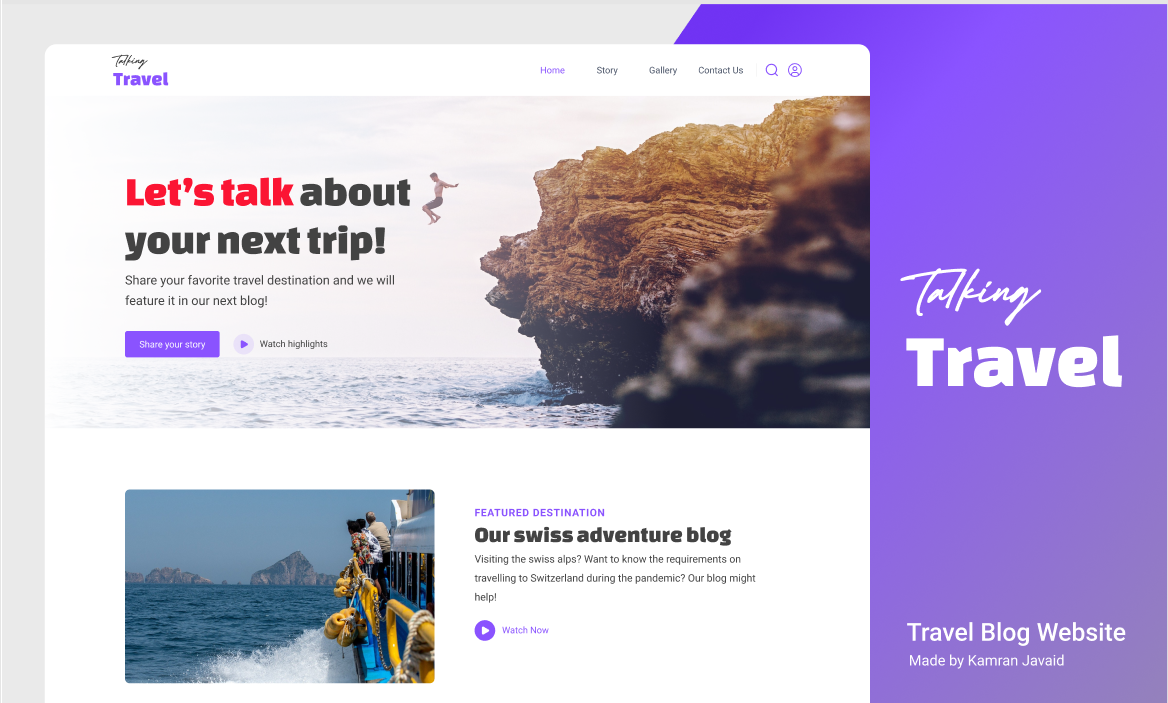 Talking
Travel
Home Story Gallery Contact Us
Let's talk about
your next trip!
Share your favorite travel destination and we will
feature it in our next blog!
Share your story Watch highlights
FEATURED DESTINATION
Our swiss adventure blog
Visiting the swiss alps? Want to know the requirements on
travelling to Switzerland during the pandemic? Our blog might
help!
Watch Now
Talking
Travel
Travel Blog Website
Made by Kamran Javaid